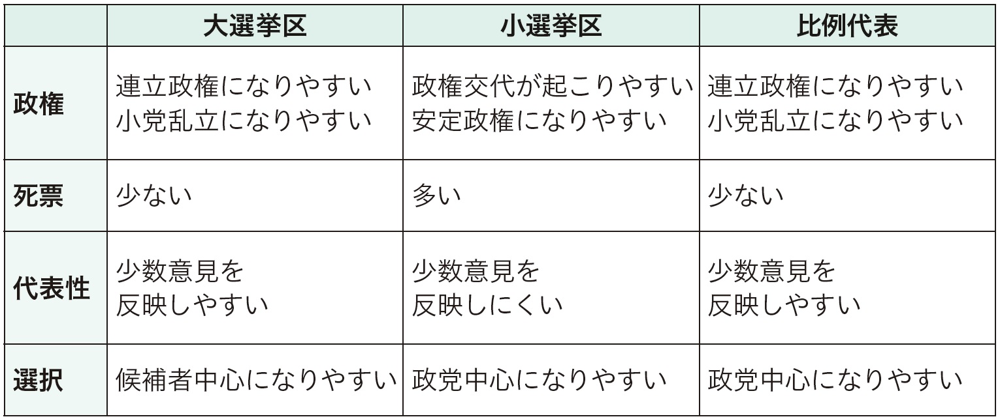 大選挙区 小選挙区 比例代表
政権
連立政権になりやすい
小党乱立になりやすい
政権交代が起こりやすい
安定政権になりやすい
連立政権になりやすい
小党乱立になりやすい
死票
少ない
多い
少ない
代表性
少数意見を
反映しやすい
少数意見を
反映しにくい
少数意見を
反映しやすい
選択
候補者中心になりやすい
政党中心になりやすい
政党中心になりやすい